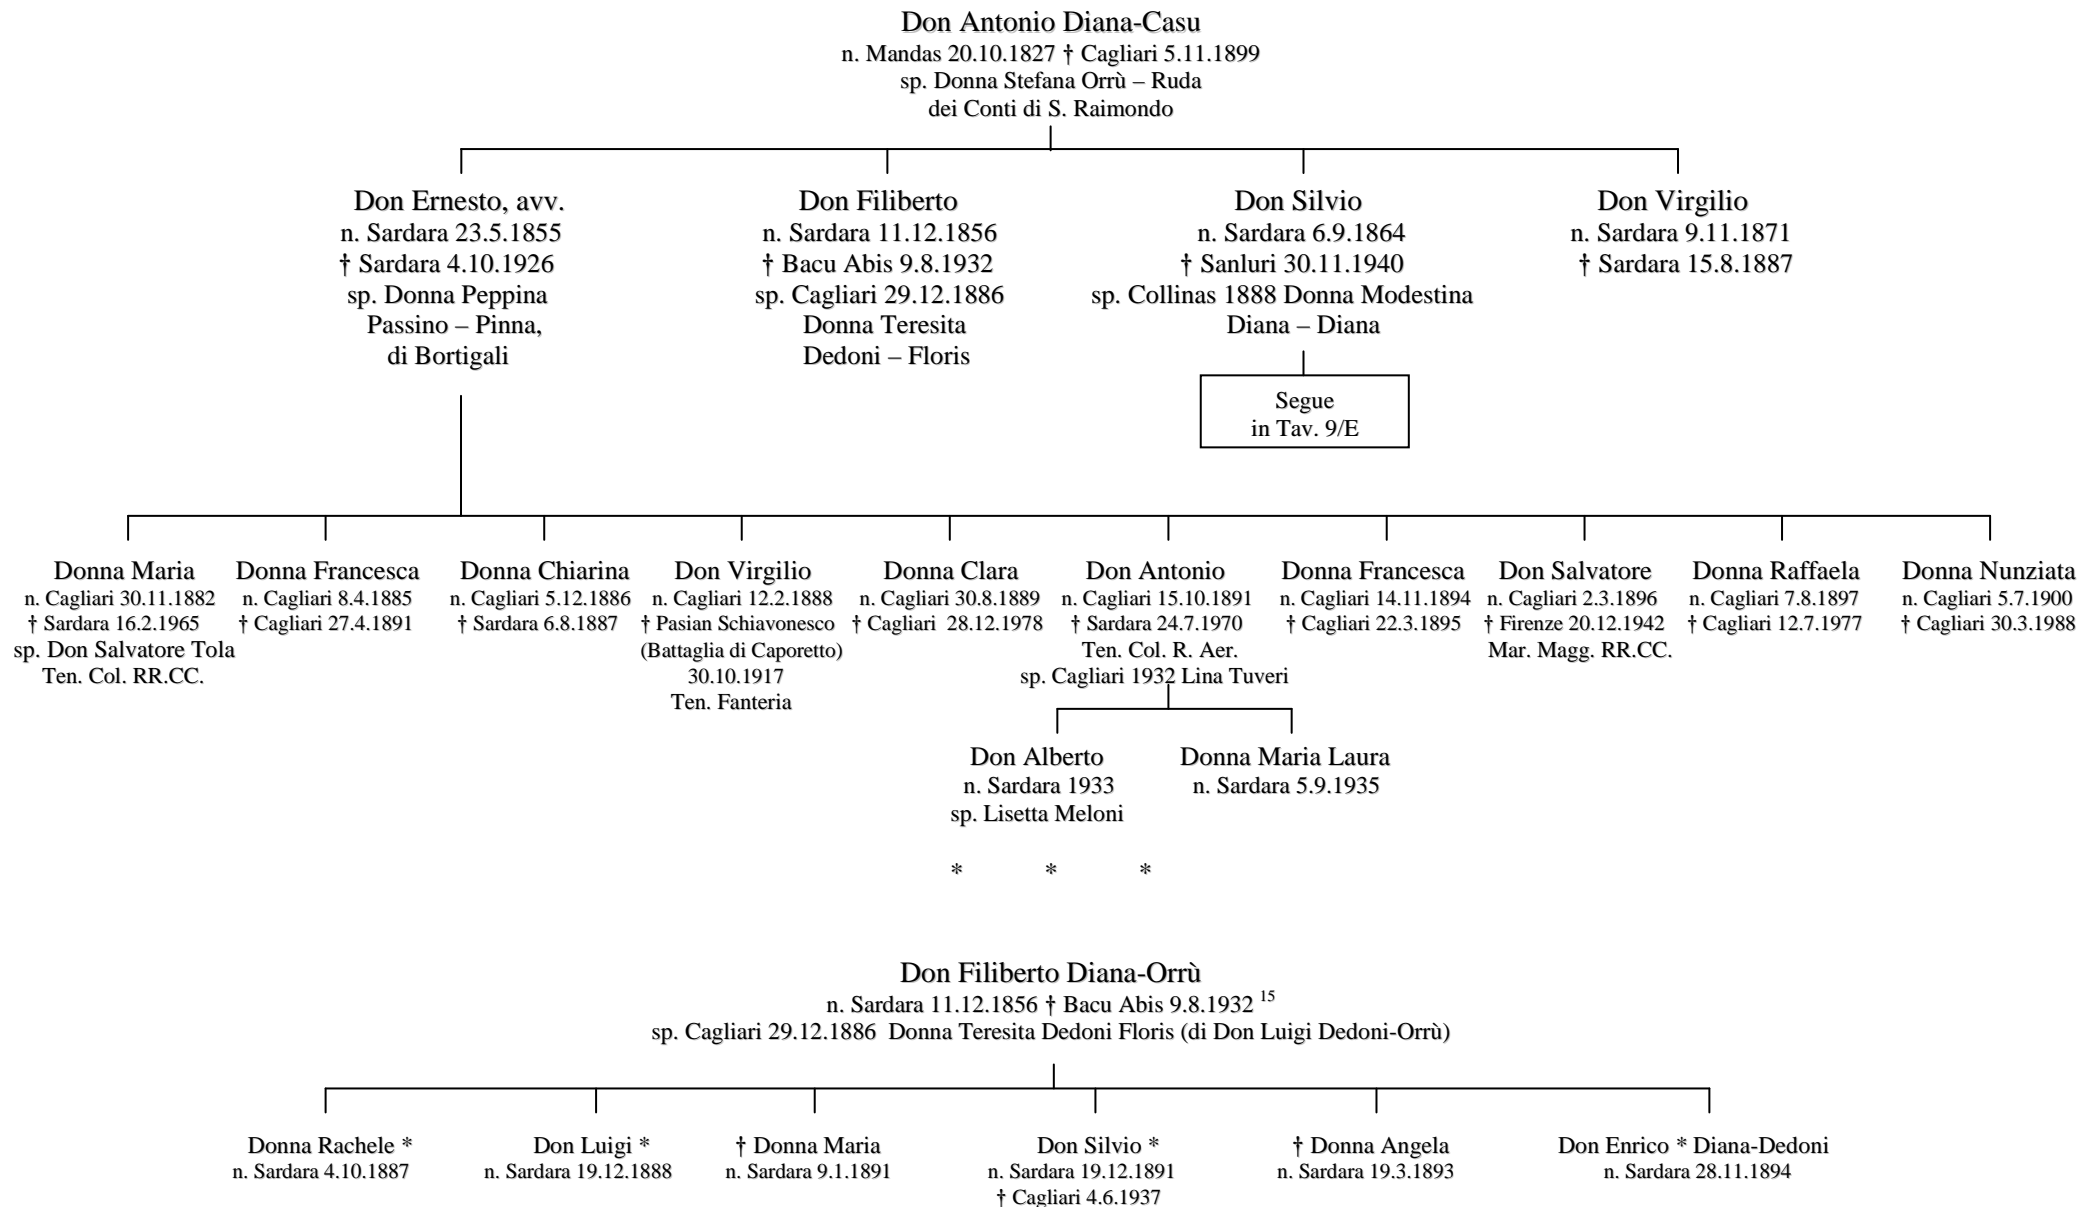 Don Antonio Diana-Casu
n. Mandas 20.10.1827 † Cagliari 5.11.1899
sp. Donna Stefana Orrù – Ruda
dei Conti di S. Raimondo
Don Ernesto, avv.
n. Sardara 23.5.1855
† Sardara 4.10.1926
sp. Donna Peppina
Passino – Pinna,
di Bortigali
Don Filiberto
n. Sardara 11.12.1856
† Bacu Abis 9.8.1932
sp. Cagliari 29.12.1886
Donna Teresita
Dedoni – Floris
Don Silvio
n. Sardara 6.9.1864
† Sanluri 30.11.1940
sp. Collinas 1888 Donna Modestina
Diana – Diana
Segue
in Tav. 9/E
Don Virgilio
n. Sardara 9.11.1871
† Sardara 15.8.1887
Donna Maria
n. Cagliari 30.11.1882
† Sardara 16.2.1965
sp. Don Salvatore Tola
Ten. Col. RR.CC.
Donna Francesca
n. Cagliari 8.4.1885
† Cagliari 27.4.1891
Donna Chiarina
n. Cagliari 5.12.1886
† Sardara 6.8.1887
Don Virgilio
n. Cagliari 12.2.1888
† Pasian Schiavonesco
(Battaglia di Caporetto)
30.10.1917
Ten. Fanteria
Donna Clara
n. Cagliari 30.8.1889
† Cagliari 28.12.1978
Don Antonio
n. Cagliari 15.10.1891
† Sardara 24.7.1970
Ten. Col. R. Aer.
sp. Cagliari 1932 Lina Tuveri
Donna Francesca
n. Cagliari 14.11.1894
† Cagliari 22.3.1895
Don Salvatore
n. Cagliari 2.3.1896
† Firenze 20.12.1942
Mar. Magg. RR.CC.
Donna Raffaela
n. Cagliari 7.8.1897
† Cagliari 12.7.1977
Donna Nunziata
n. Cagliari 5.7.1900
† Cagliari 30.3.1988
Don Alberto
n. Sardara 1933
sp. Lisetta Meloni
Donna Maria Laura
n. Sardara 5.9.1935
* * *
Don Filiberto Diana-Orrù
n. Sardara 11.12.1856 † Bacu Abis 9.8.1932 15
sp. Cagliari 29.12.1886 Donna Teresita Dedoni Floris (di Don Luigi Dedoni-Orrù)
Donna Rachele *
n. Sardara 4.10.1887
Don Luigi *
n. Sardara 19.12.1888
† Donna Maria
n. Sardara 9.1.1891
Don Silvio *
n. Sardara 19.12.1891
† Cagliari 4.6.1937
† Donna Angela
n. Sardara 19.3.1893
Don Enrico * Diana-Dedoni
n. Sardara 28.11.1894